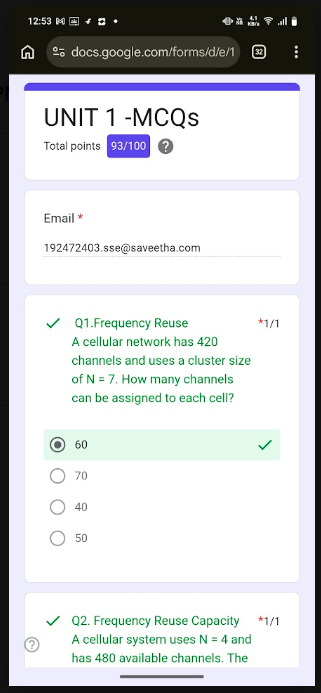 12:53
4.1
KB/s
docs.google.com/forms/d/e/1
32
UNIT 1 -MCQs
Total points 93/100 ?
Email *
192472403.sse@saveetha.com
Q1.Frequency Reuse *1/1
A cellular network has 420
channels and uses a cluster size
of N = 7. How many channels
can be assigned to each cell?
60
70
40
50
Q2. Frequency Reuse Capacity *1/1
A cellular system uses N = 4 and
has 480 available channels. The
?